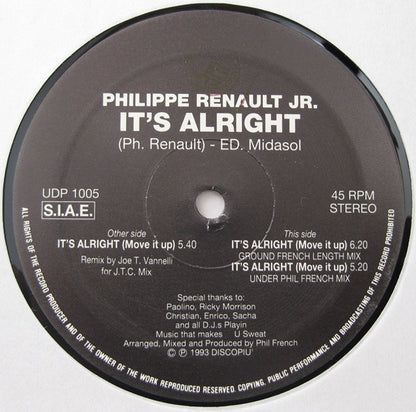 PHILIPPE RENAULT JR.
IT'S ALRIGHT
(Ph. Renault) - ED. Midasol
UDP 1005
S.I.A.E.
45 RPM
STEREO
Other side
IT'S ALRIGHT (Move it up) 5.40
Remix by Joe T. Vannelli
for J.T.C. Mix
This side
IT'S ALRIGHT (Move it up) 6.20
GROUND FRENCH LENGTH MIX
IT'S ALRIGHT (Move it up) 5.20
UNDER PHIL FRENCH MIX
Special thanks to:
Paolino, Ricky Morrison
Christian, Enrico, Sacha
and all D.J.s Playin
Music that makes U Sweat
Arranged, Mixed and Produced by Phil French
© ℗ 1993 DISCOPIU'
ALL RIGHTS OF THE RECORD PRODUCER AND OF THE OWNER OF THE WORK REPRODUCED RESERVED. COPYING, PUBLIC PERFORMANCE AND BROADCASTING OF THIS RECORD PROHIBITED.